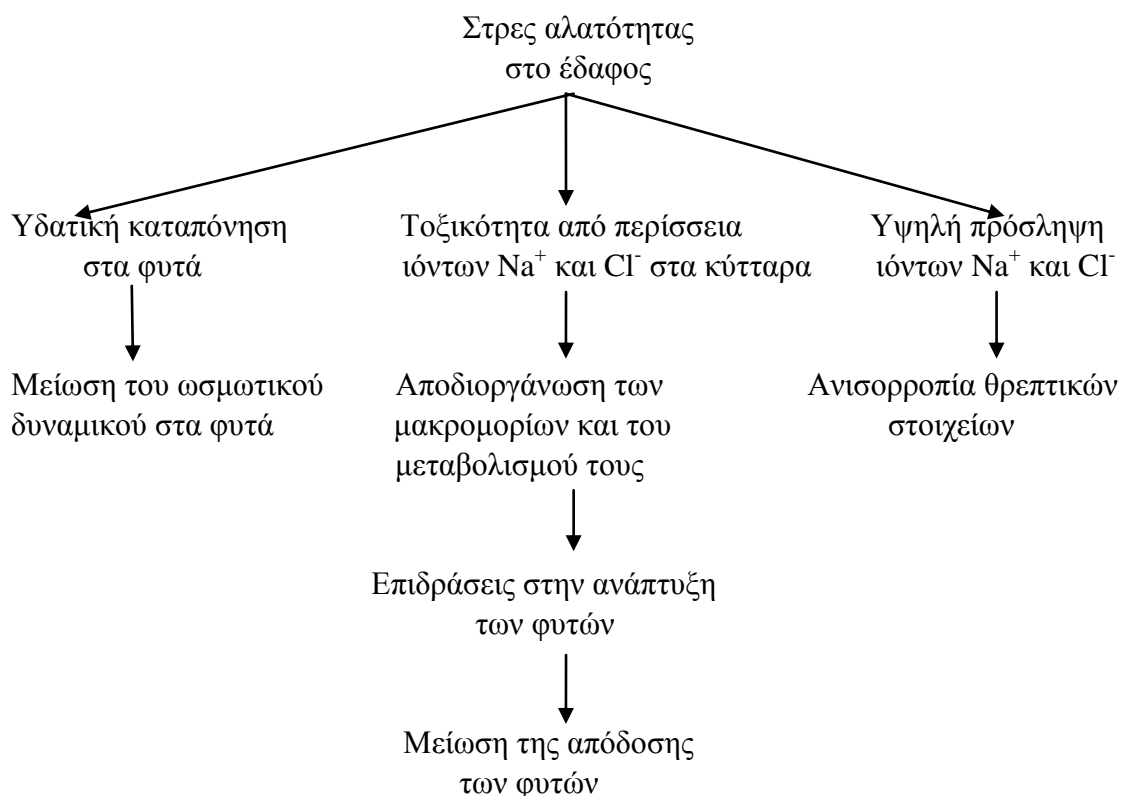 Στρες αλατότητας
στο έδαφος
Υδατική καταπόνηση
στα φυτά
Τοξικότητα από περίσσεια
ιόντων Na⁺ και Cl⁻ στα κύτταρα
Υψηλή πρόσληψη
ιόντων Na⁺ και Cl⁻
Μείωση του ωσμωτικού
δυναμικού στα φυτά
Αποδιοργάνωση των
μακρομορίων και του
μεταβολισμού τους
Ανισορροπία θρεπτικών
στοιχείων
Επιδράσεις στην ανάπτυξη
των φυτών
Μείωση της απόδοσης
των φυτών